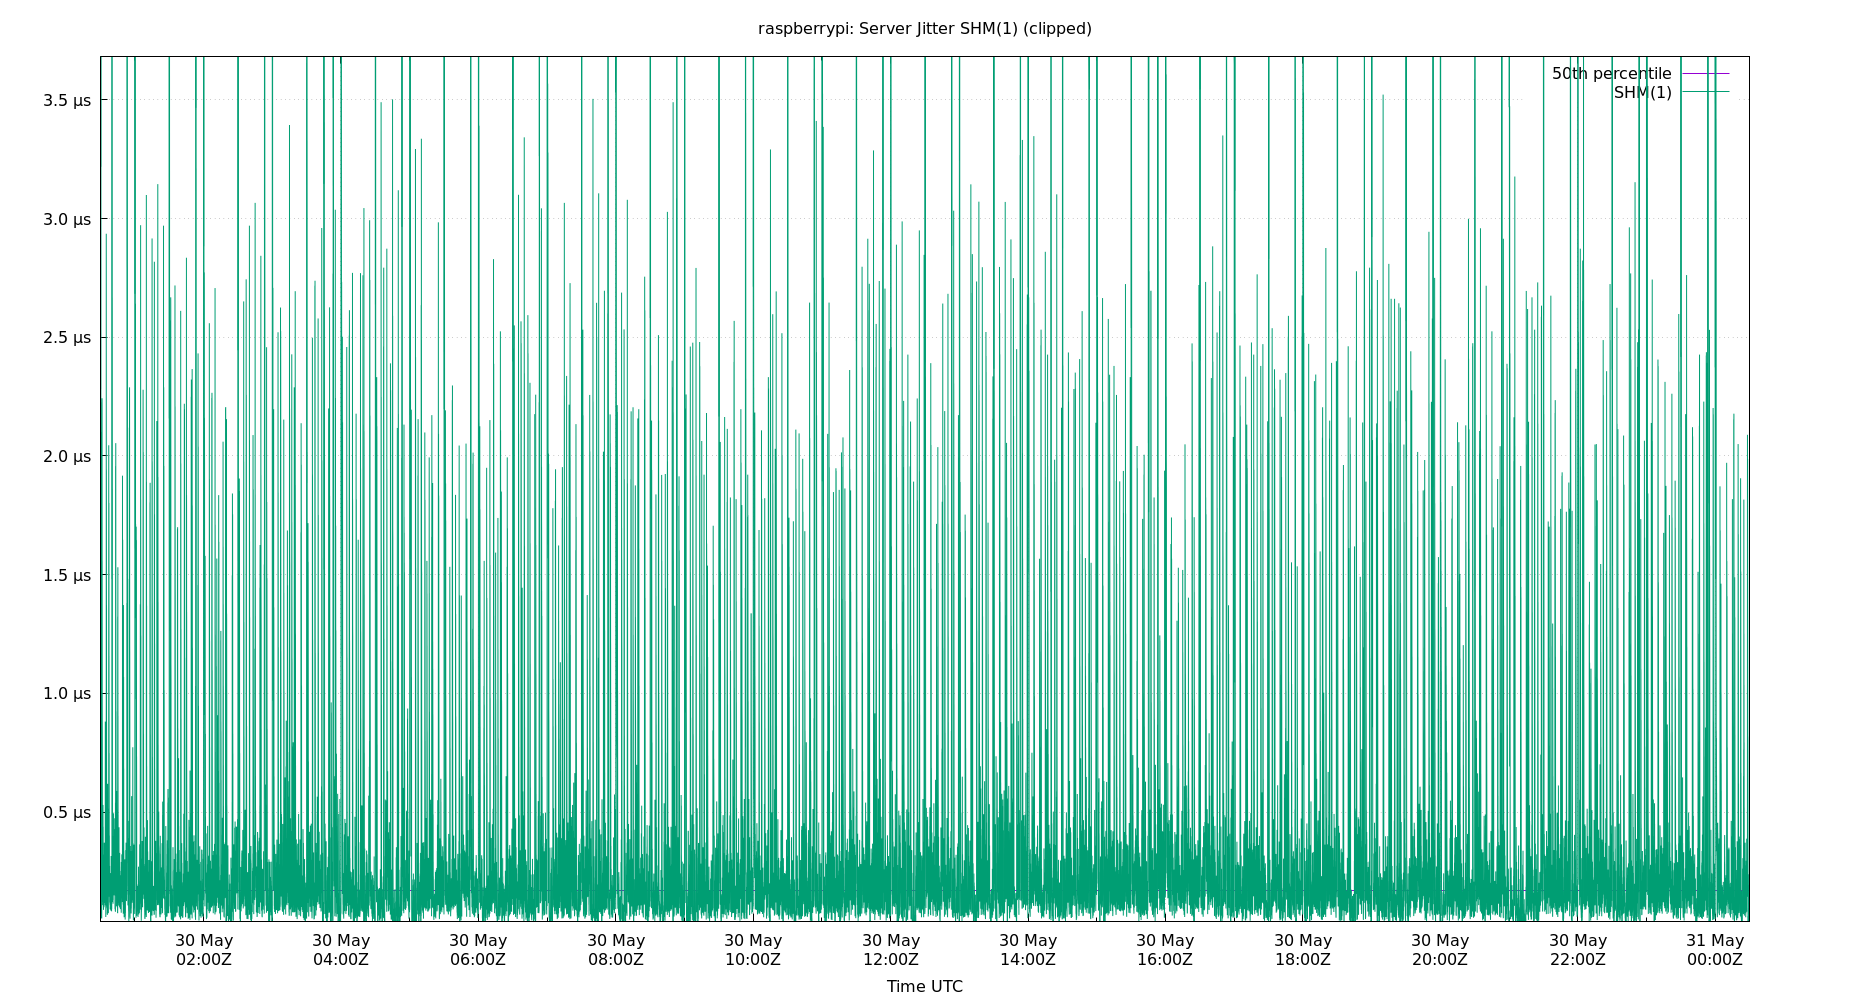 raspberrypi: Server Jitter SHM(1) (clipped)
50th percentile
SHM(1)
3.5 µs
3.0 µs
2.5 µs
2.0 µs
1.5 µs
1.0 µs
0.5 µs
30 May 30 May 30 May 30 May 30 May 30 May 30 May 30 May 30 May 30 May 30 May 31 May
02:00Z 04:00Z 06:00Z 08:00Z 10:00Z 12:00Z 14:00Z 16:00Z 18:00Z 20:00Z 22:00Z 00:00Z
Time UTC